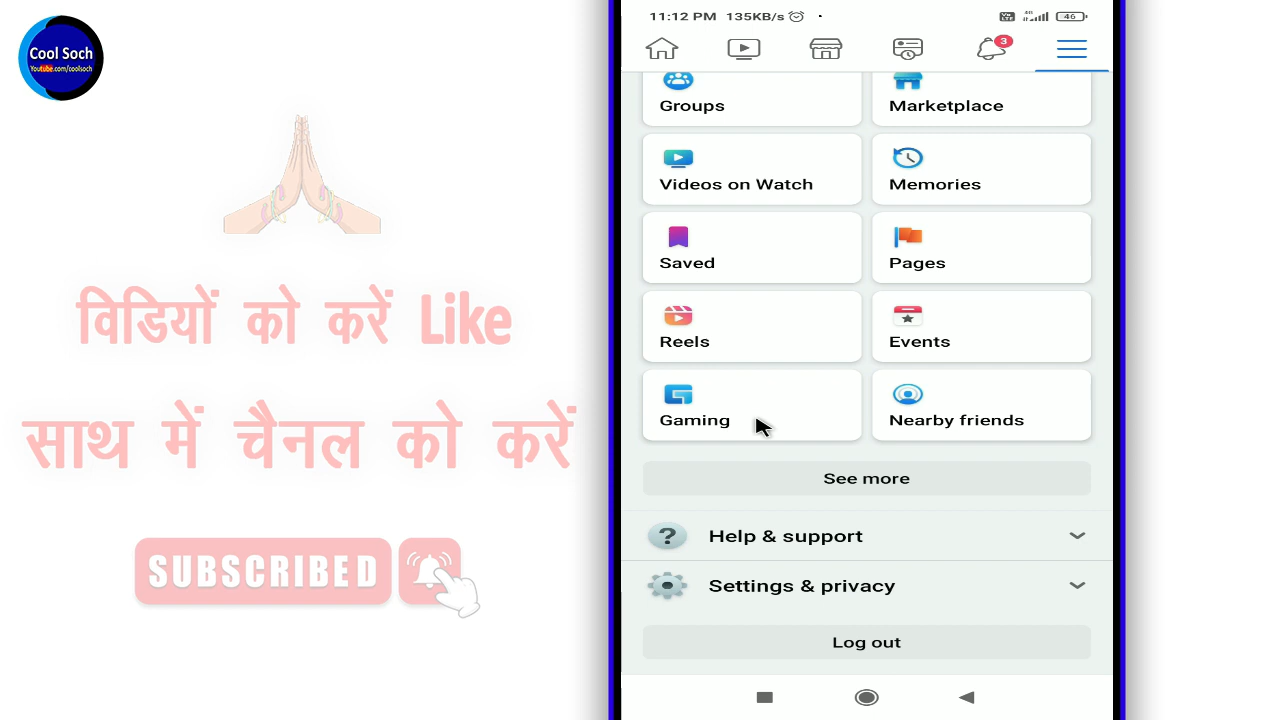 Cool Soch
Youtube.com/coolsoch
विडियों को करें Like
साथ में चैनल को करें
SUBSCRIBED
11:12 PM 135KB/s
46
3
Groups
Marketplace
Videos on Watch
Memories
Saved
Pages
Reels
Events
Gaming
Nearby friends
See more
? Help & support
Settings & privacy
Log out